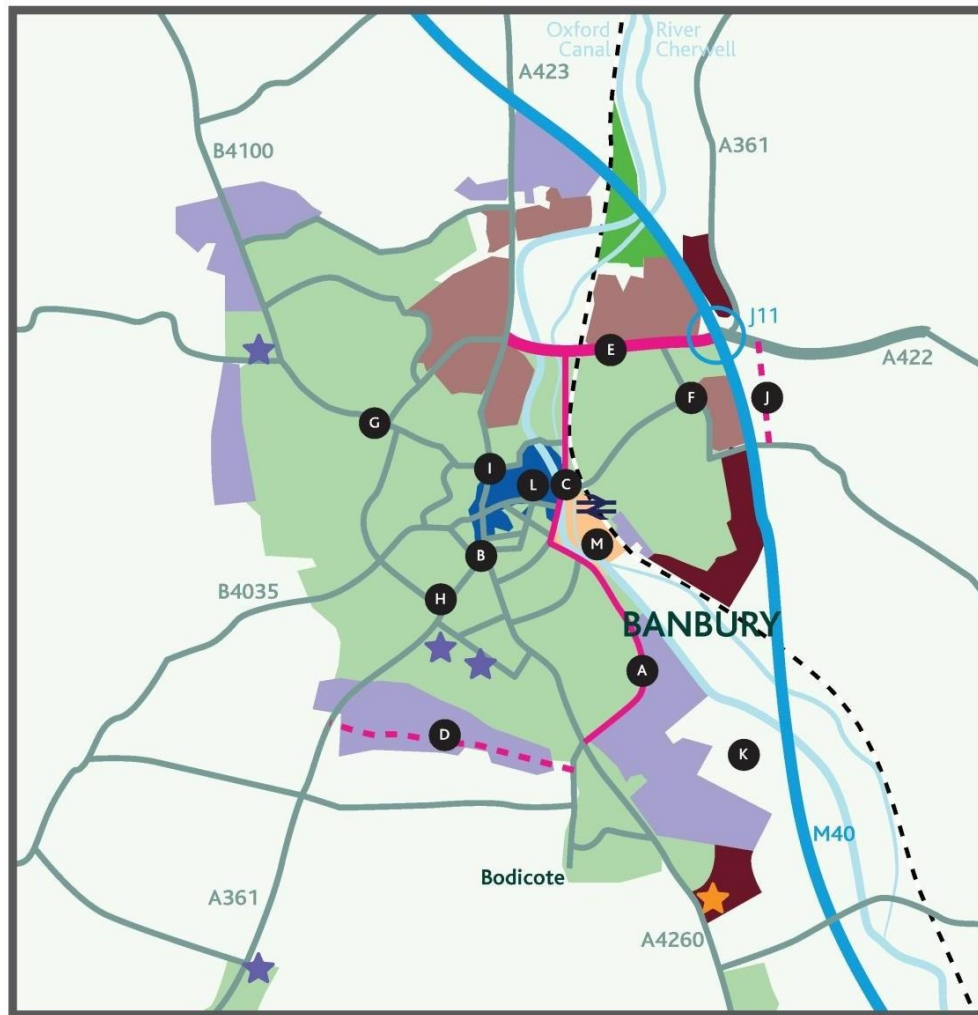 Oxford
Canal
River
Cherwell
A423
B4100
A361
J11
A422
E
J
F
G
I
L
C
M
B
B4035
H
BANBURY
A
D
K
M40
Bodicote
A361
A4260